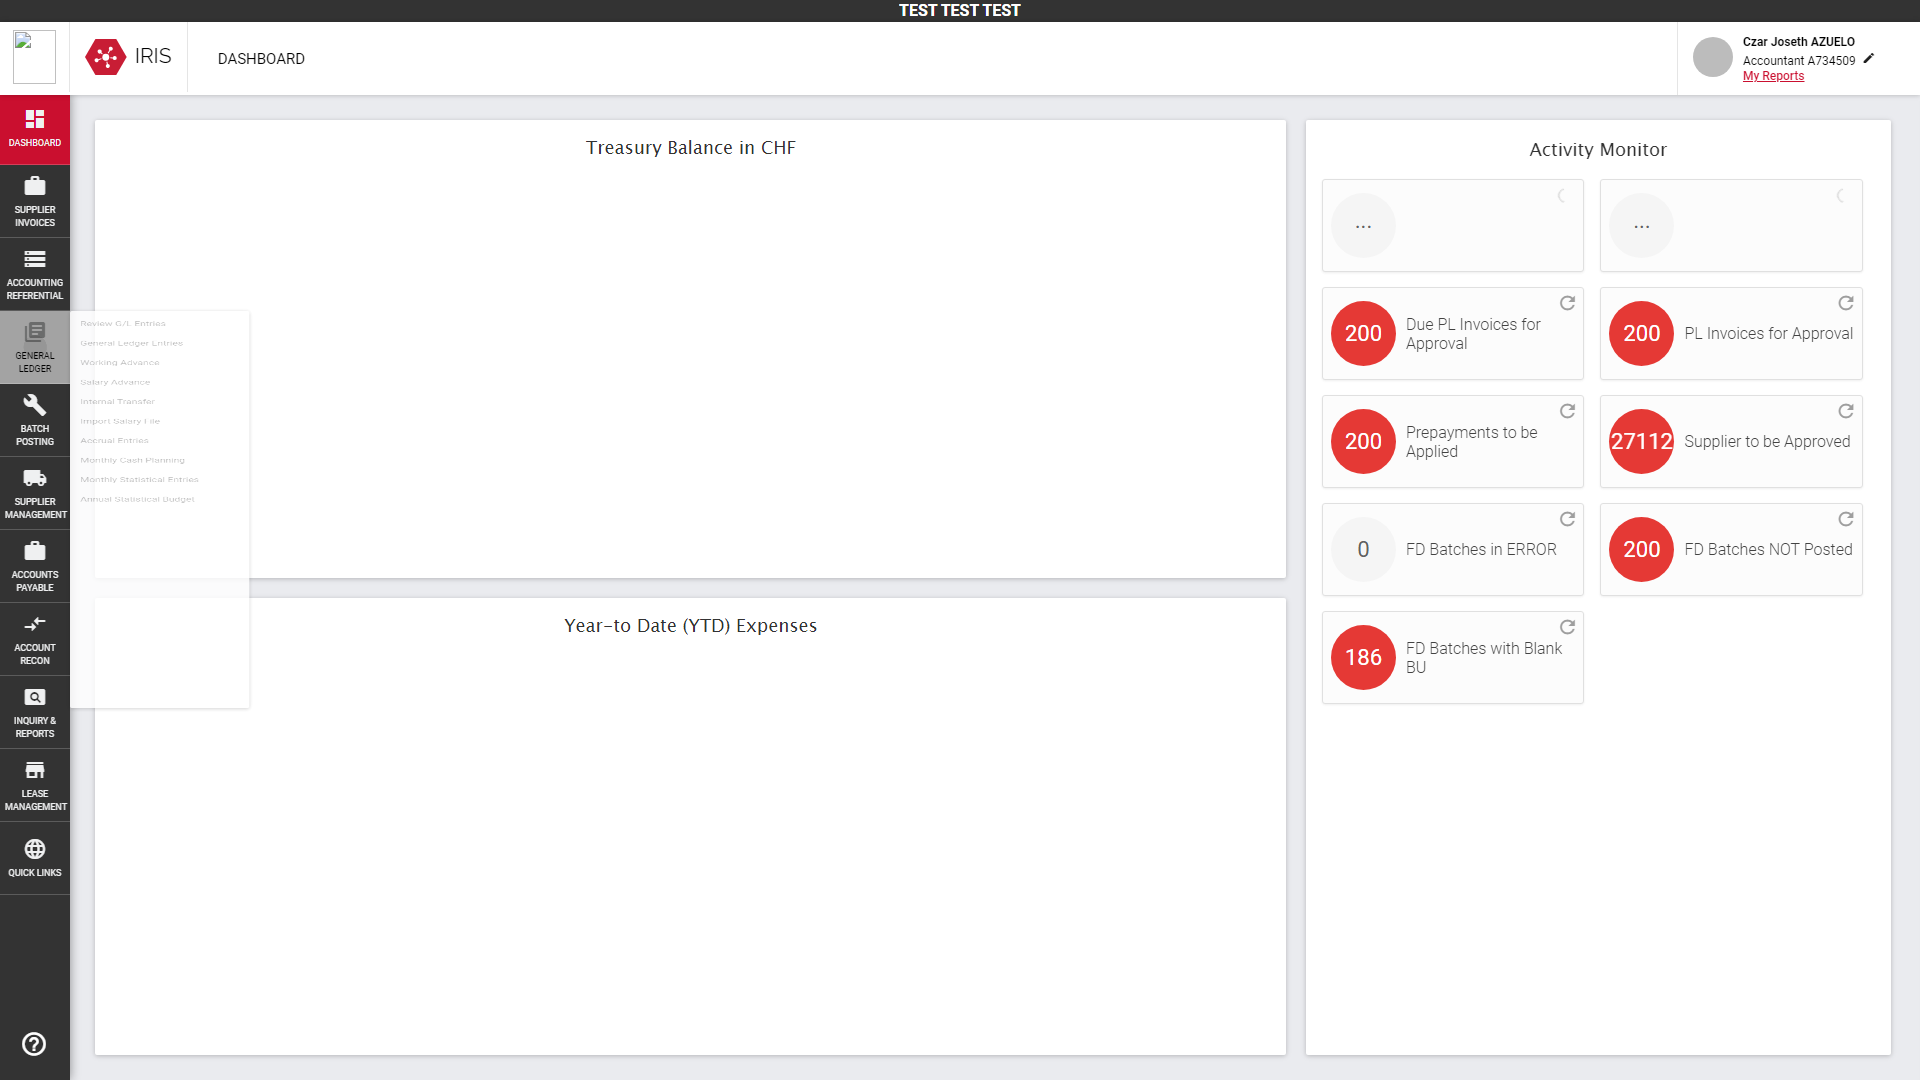 TEST TEST TEST
IRIS
DASHBOARD
Czar Joseth AZUELO
Accountant A734509
My Reports
DASHBOARD
SUPPLIER
INVOICES
ACCOUNTING
REFERENTIAL
GENERAL
LEDGER
BATCH
POSTING
SUPPLIER
MANAGEMENT
ACCOUNTS
PAYABLE
ACCOUNT
RECON
INQUIRY &
REPORTS
LEASE
MANAGEMENT
QUICK LINKS
Review G/L Entries
General Ledger Entries
Working Advance
Salary Advance
Internal Transfer
Import Salary File
Accrual Entries
Monthly Cash Planning
Monthly Statistical Entries
Annual Statistical Budget
Treasury Balance in CHF
Year-to Date (YTD) Expenses
Activity Monitor
...
...
200 Due PL Invoices for
Approval
200 PL Invoices for Approval
200 Prepayments to be
Applied
27112 Supplier to be Approved
0 FD Batches in ERROR
200 FD Batches NOT Posted
186 FD Batches with Blank
BU